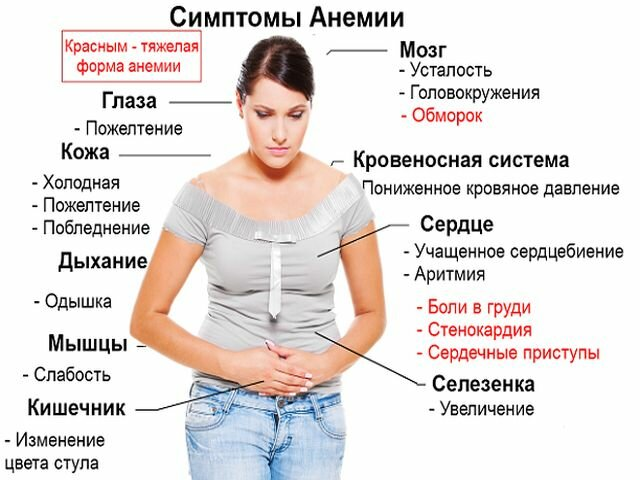 Симптомы Анемии
Красным - тяжелая
форма анемии
Глаза
- Пожелтение
Кожа
- Холодная
- Пожелтение
- Побледнение
Дыхание
- Одышка
Мышцы
- Слабость
Кишечник
- Изменение
цвета стула
Мозг
- Усталость
- Головокружения
- Обморок
Кровеносная система
Пониженное кровяное давление
Сердце
- Учащенное сердцебиение
- Аритмия
- Боли в груди
- Стенокардия
- Сердечные приступы
Селезенка
- Увеличение